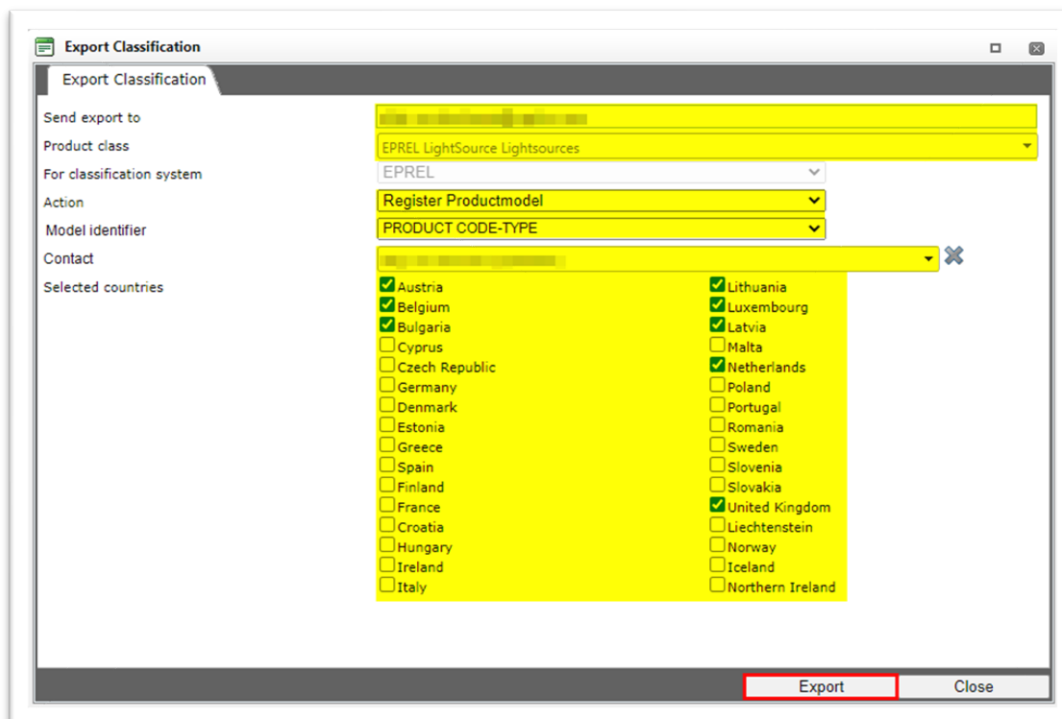 Export Classification
Export Classification
Send export to
Product class EPREL LightSource Lightsources
For classification system EPREL
Action Register Productmodel
Model identifier PRODUCT CODE-TYPE
Contact
Selected countries
Austria Lithuania
Belgium Luxembourg
Bulgaria Latvia
Cyprus Malta
Czech Republic Netherlands
Germany Poland
Denmark Portugal
Estonia Romania
Greece Sweden
Spain Slovenia
Finland Slovakia
France United Kingdom
Croatia Liechtenstein
Hungary Norway
Ireland Iceland
Italy Northern Ireland
Export Close